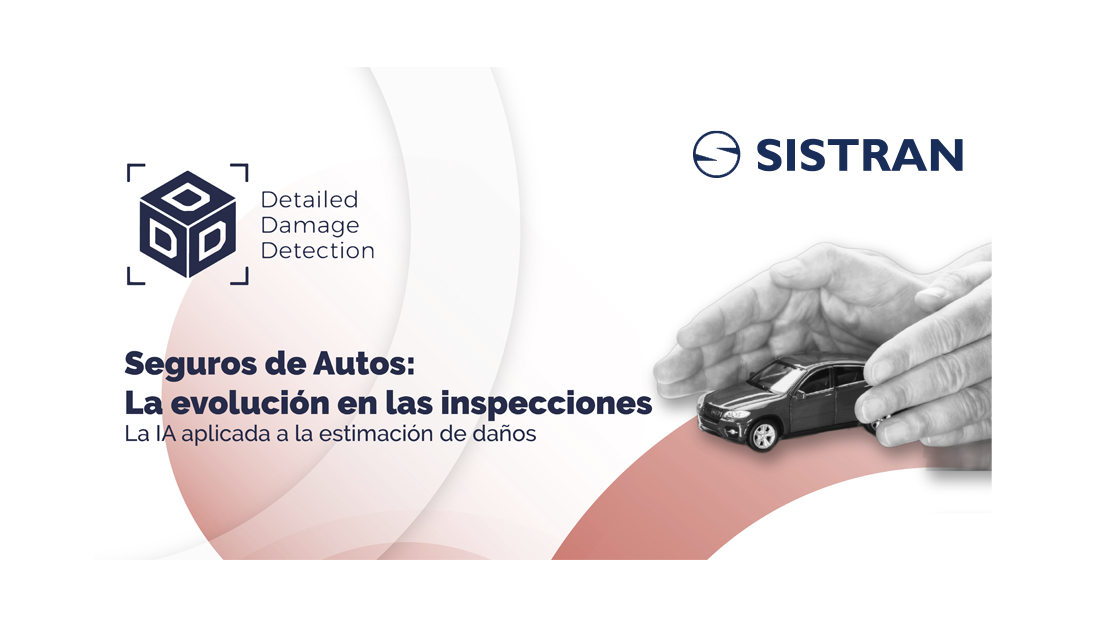 SISTRAN
D
D D
Detailed
Damage
Detection
Seguros de Autos:
La evolución en las inspecciones
La IA aplicada a la estimación de daños